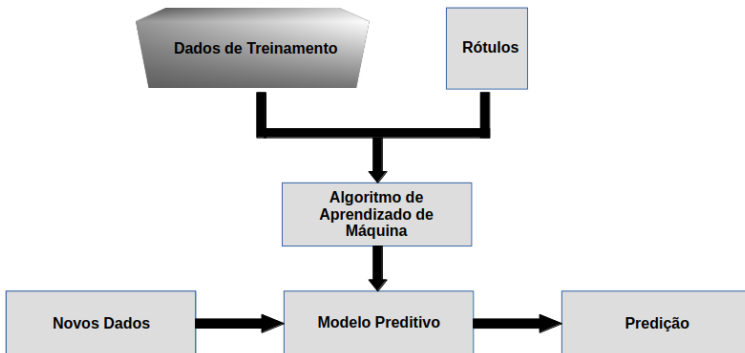 Dados de Treinamento
Rótulos
Algoritmo de
Aprendizado de
Máquina
Novos Dados
Modelo Preditivo
Predição